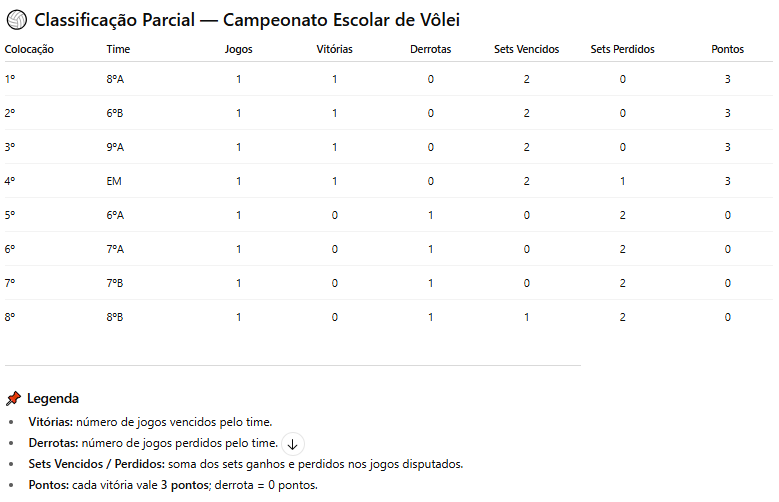 Classificação Parcial — Campeonato Escolar de Vôlei
Colocação Time Jogos Vitórias Derrotas Sets Vencidos Sets Perdidos Pontos
1º 8ºA 1 1 0 2 0 3
2º 6ºB 1 1 0 2 0 3
3º 9ºA 1 1 0 2 0 3
4º EM 1 1 0 2 1 3
5º 6ºA 1 0 1 0 2 0
6º 7ºA 1 0 1 0 2 0
7º 7ºB 1 0 1 0 2 0
8º 8ºB 1 0 1 1 2 0
Legenda
• Vitórias: número de jogos vencidos pelo time.
• Derrotas: número de jogos perdidos pelo time.
• Sets Vencidos / Perdidos: soma dos sets ganhos e perdidos nos jogos disputados.
• Pontos: cada vitória vale 3 pontos; derrota = 0 pontos.